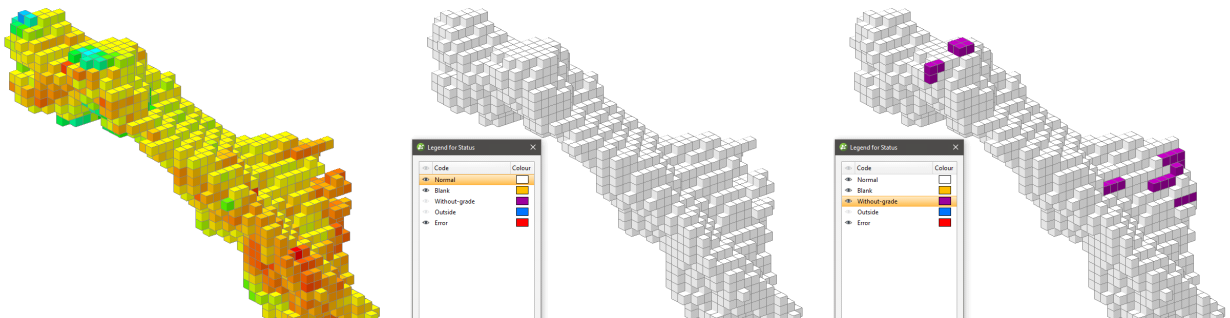 Legend for Status
Code Colour
Normal
Blank
Without-grade
Outside
Error
Legend for Status
Code Colour
Normal
Blank
Without-grade
Outside
Error